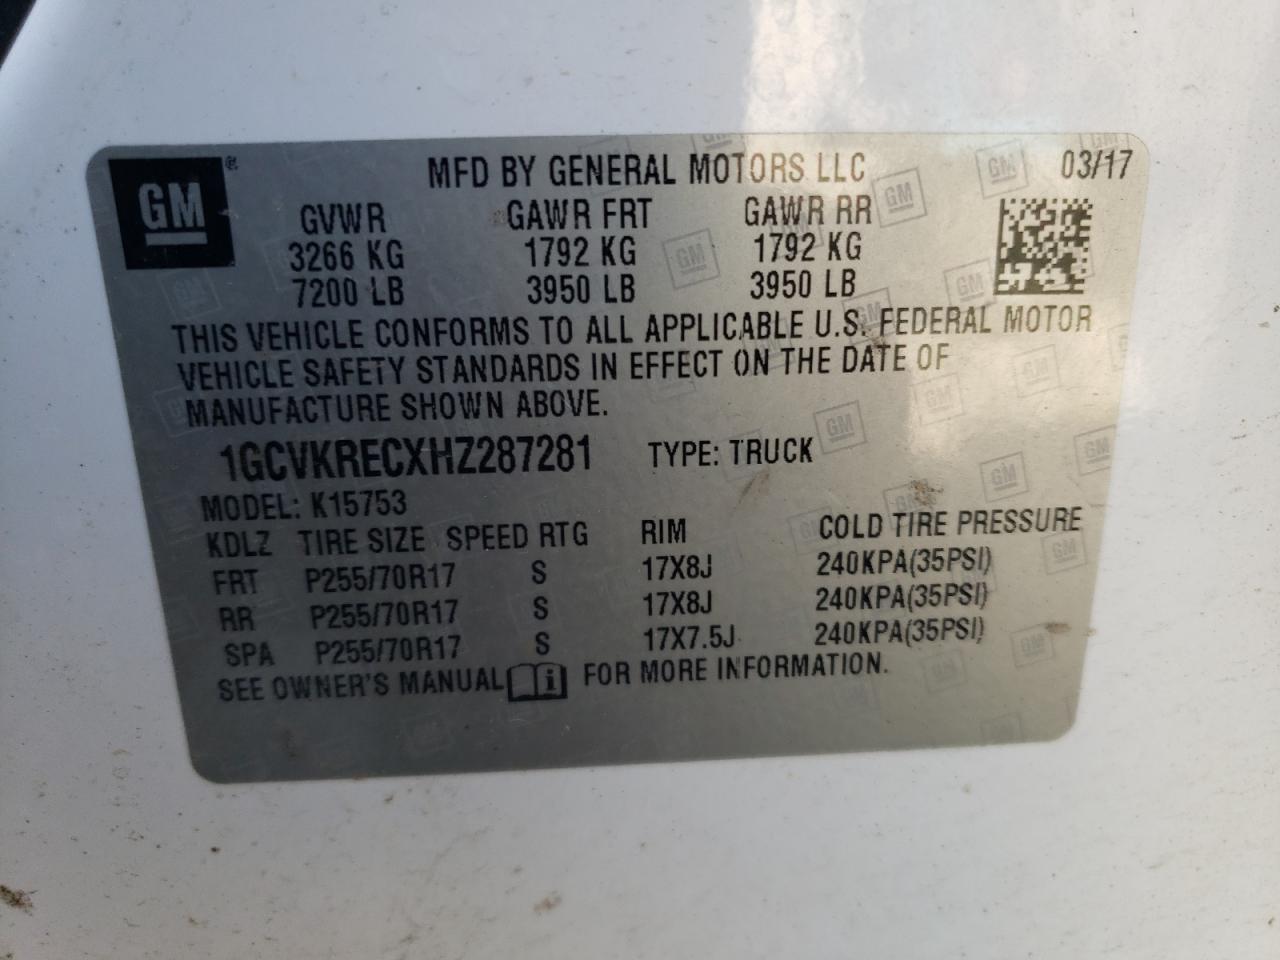 GM ® MFD BY GENERAL MOTORS LLC 03/17
GVWR GAWR FRT GAWR RR
3266 KG 1792 KG 1792 KG
7200 LB 3950 LB 3950 LB
THIS VEHICLE CONFORMS TO ALL APPLICABLE U.S. FEDERAL MOTOR
VEHICLE SAFETY STANDARDS IN EFFECT ON THE DATE OF
MANUFACTURE SHOWN ABOVE.
1GCVKRECXHZ287281 TYPE: TRUCK
MODEL: K15753
KDLZ TIRE SIZE SPEED RTG RIM COLD TIRE PRESSURE
FRT P255/70R17 S 17X8J 240KPA(35PSI)
RR P255/70R17 S 17X8J 240KPA(35PSI)
SPA P255/70R17 S 17X7.5J 240KPA(35PSI)
SEE OWNER'S MANUAL i FOR MORE INFORMATION.